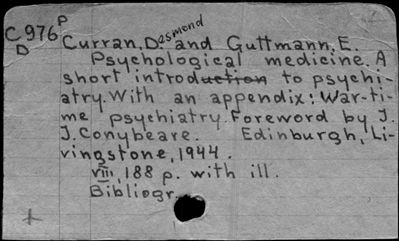 P
C 976
D
esmond
Curran, D. and Guttmann, E.
Psychological medicine. A
short introduction to psychi-
atry. With an appendix: War-ti-
me psychiatry. Foreword by J.
J. Conybeare. Edinburgh, Li-
vingstone, 1944.
VIII, 188 p. with ill.
Bibliogr.